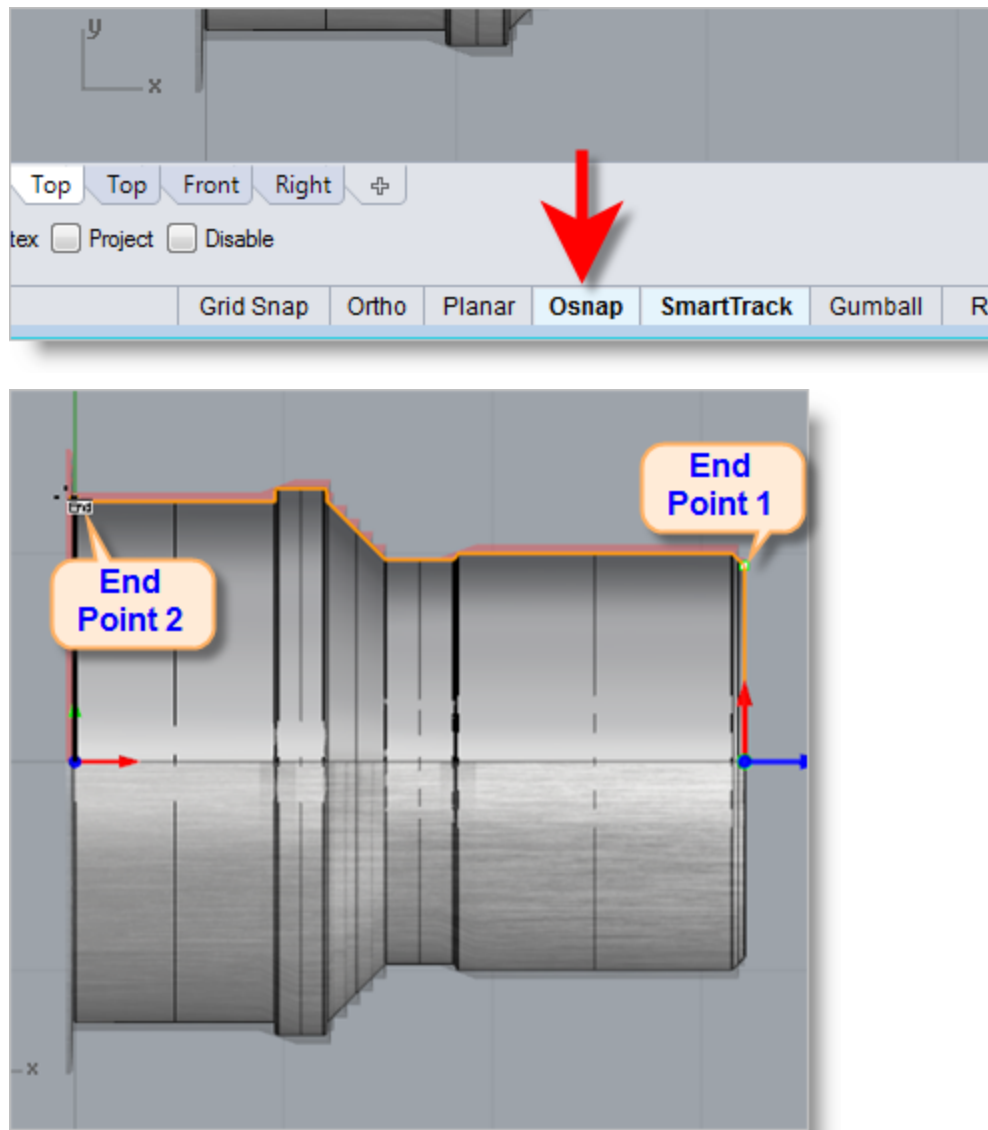 y
x
Top Top Front Right
tex Project Disable
Grid Snap Ortho Planar Osnap SmartTrack Gumball R
End
Point 1
End
End
Point 2
x